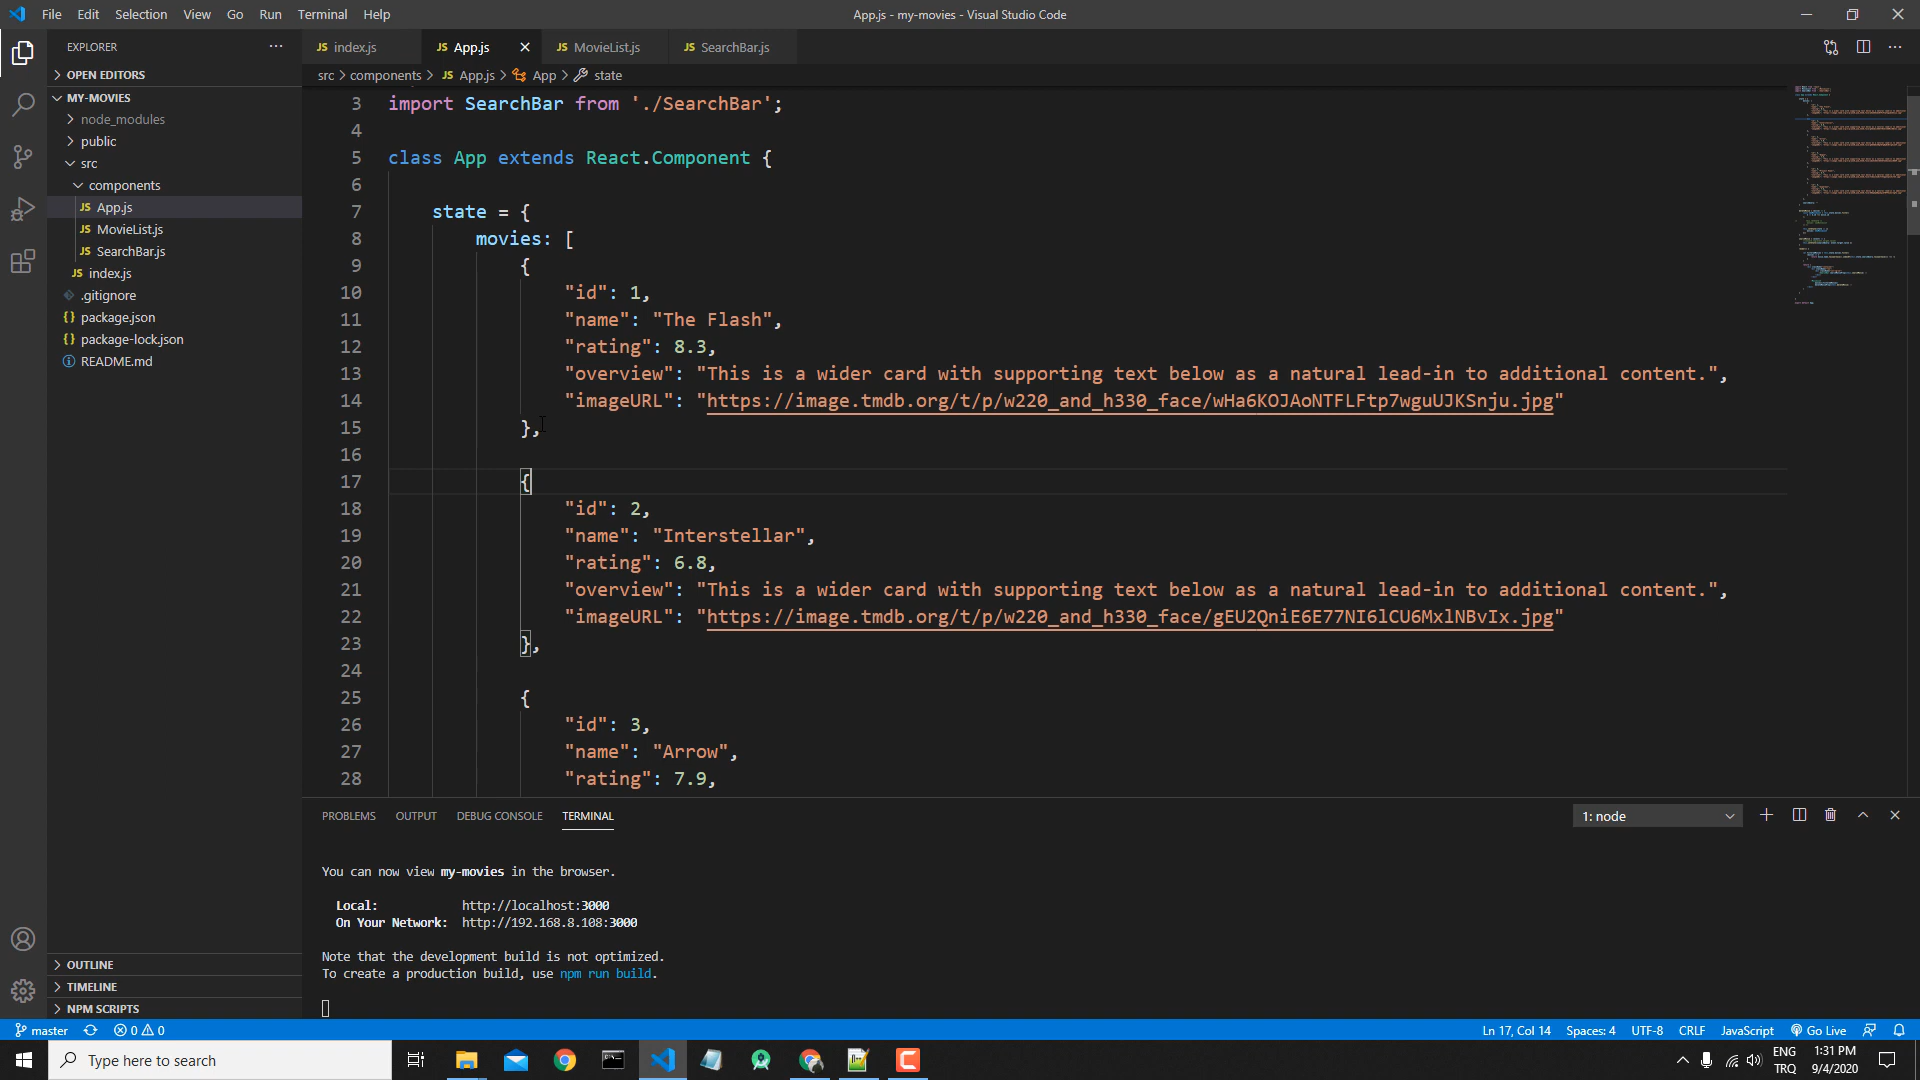 File Edit Selection View Go Run Terminal Help
App.js - my-movies - Visual Studio Code
EXPLORER
OPEN EDITORS
MY-MOVIES
node_modules
public
src
components
JS App.js
JS MovieList.js
JS SearchBar.js
JS index.js
.gitignore
{} package.json
{} package-lock.json
README.md
OUTLINE
TIMELINE
NPM SCRIPTS
JS index.js JS App.js JS MovieList.js JS SearchBar.js
src > components > JS App.js > App > state
3 import SearchBar from './SearchBar';
4
5 class App extends React.Component {
6
7 state = {
8 movies: [
9 {
10 "id": 1,
11 "name": "The Flash",
12 "rating": 8.3,
13 "overview": "This is a wider card with supporting text below as a natural lead-in to additional content.",
14 "imageURL": "https://image.tmdb.org/t/p/w220_and_h330_face/wHa6KOJAoNTFLFtp7wguUJKSnju.jpg"
15 },
16
17 {
18 "id": 2,
19 "name": "Interstellar",
20 "rating": 6.8,
21 "overview": "This is a wider card with supporting text below as a natural lead-in to additional content.",
22 "imageURL": "https://image.tmdb.org/t/p/w220_and_h330_face/gEU2QniE6E77NI6lCU6MxlNBvIx.jpg"
23 },
24
25 {
26 "id": 3,
27 "name": "Arrow",
28 "rating": 7.9,
PROBLEMS OUTPUT DEBUG CONSOLE TERMINAL
1: node
You can now view my-movies in the browser.
Local: http://localhost:3000
On Your Network: http://192.168.8.108:3000
Note that the development build is not optimized.
To create a production build, use npm run build.
master 0 0
Ln 17, Col 14 Spaces: 4 UTF-8 CRLF JavaScript Go Live
Type here to search
ENG
TRQ
1:31 PM
9/4/2020